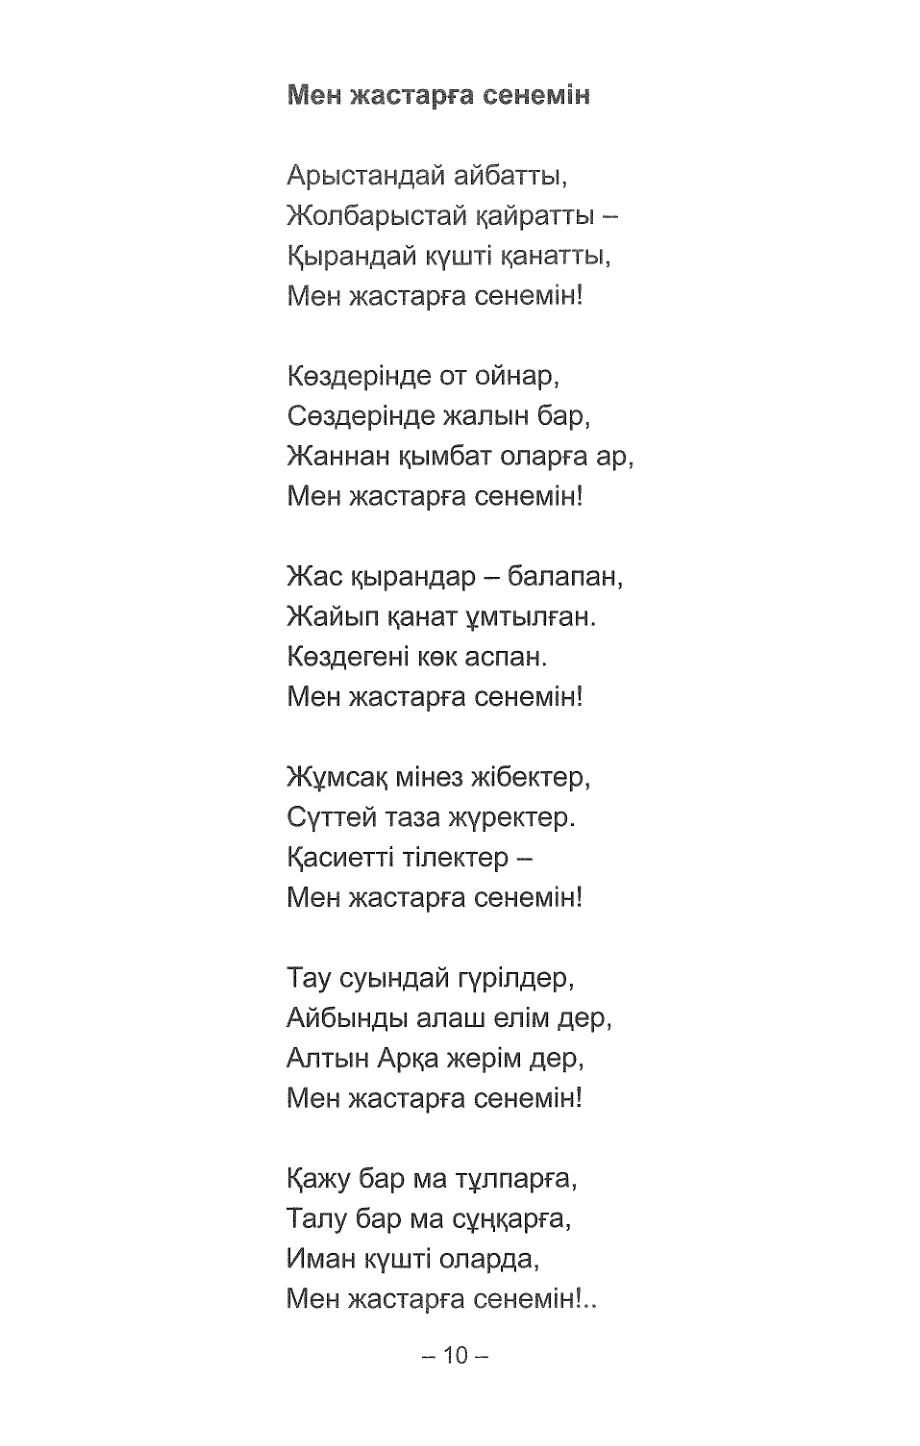 Мен жастарға сенемін
Арыстандай айбатты,
Жолбарыстай қайратты –
Қырандай күшті қанатты,
Мен жастарға сенемін!
Көздерінде от ойнар,
Сөздерінде жалын бар,
Жаннан қымбат оларға ар,
Мен жастарға сенемін!
Жас қырандар – балапан,
Жайып қанат ұмтылған.
Көздегені көк аспан.
Мен жастарға сенемін!
Жұмсақ мінез жібектер,
Сүттей таза жүректер.
Қасиетті тілектер –
Мен жастарға сенемін!
Тау суындай гүрілдер,
Айбынды алаш елім дер,
Алтын Арқа жерім дер,
Мен жастарға сенемін!
Қажу бар ма тұлпарға,
Талу бар ма сұңқарға,
Иман күшті оларда,
Мен жастарға сенемін!..
– 10 –